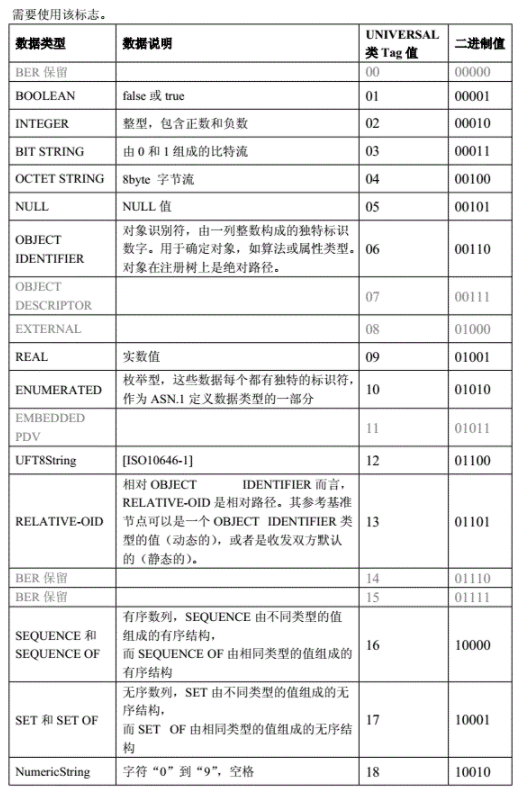 需要使用该标志。
数据类型 数据说明 UNIVERSAL 类 Tag 值 二进制值
BER 保留 00 00000
BOOLEAN false 或 true 01 00001
INTEGER 整型，包含正数和负数 02 00010
BIT STRING 由 0 和 1 组成的比特流 03 00011
OCTET STRING 8byte 字节流 04 00100
NULL NULL 值 05 00101
OBJECT IDENTIFIER
对象识别符，由一列整数构成的独特标识
数字。用于确定对象，如算法或属性类型。
对象在注册树上是绝对路径。
06 00110
OBJECT DESCRIPTOR 07 00111
EXTERNAL 08 01000
REAL 实数值 09 01001
ENUMERATED
枚举型，这些数据每个都有独特的标识符，
作为 ASN.1 定义数据类型的一部分
10 01010
EMBEDDED PDV 11 01011
UFT8String [ISO10646-1] 12 01100
RELATIVE-OID
相对 OBJECT IDENTIFIER 而言，
RELATIVE-OID 是相对路径。其参考基准
节点可以是一个 OBJECT IDENTIFIER 类
型的值（动态的），或者是收发双方默认
的（静态的）。
13 01101
BER 保留 14 01110
BER 保留 15 01111
SEQUENCE 和
SEQUENCE OF
有序数列，SEQUENCE 由不同类型的值
组成的有序结构，
而 SEQUENCE OF 由相同类型的值组成的
有序结构
16 10000
SET 和 SET OF
无序数列，SET 由不同类型的值组成的无
序结构，
而 SET OF 由相同类型的值组成的无序结
构
17 10001
NumericString 字符“0”到“9”，空格 18 10010